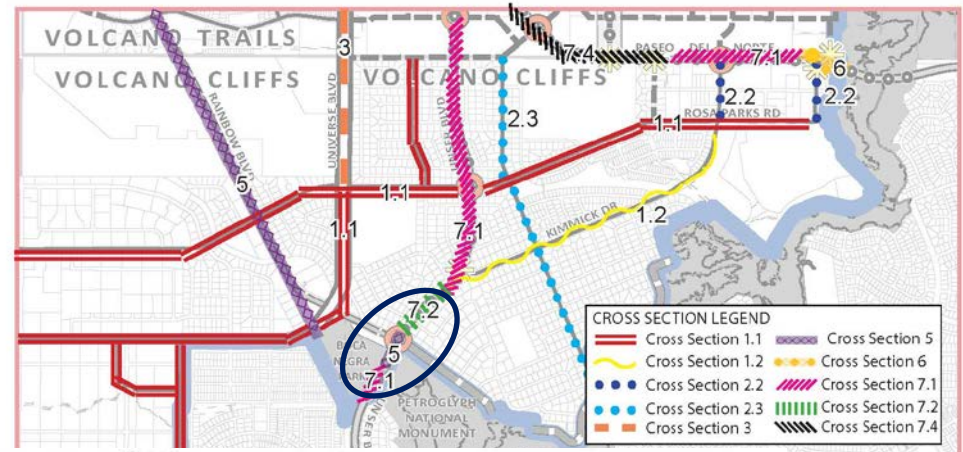 VOLCANO TRAILS
VOLCANO CLIFFS
VOLCANO CLIFFS
3
7.4
PASEO DEL NORTE
7.1
6
RAINBOW BLVD
UNIVERSE BLVD
UNSER BLVD
2.3
2.2
2.2
ROSA PARKS RD
1.1
5
1.1
1.1
7.1
KIMMICK DR
1.2
7.2
5
BOCA
NEGRA
PARK
7.1
UNSER B
PETROGLYPH
NATIONAL
MONUMENT
CROSS SECTION LEGEND
Cross Section 1.1
Cross Section 1.2
Cross Section 2.2
Cross Section 2.3
Cross Section 3
Cross Section 5
Cross Section 6
Cross Section 7.1
Cross Section 7.2
Cross Section 7.4